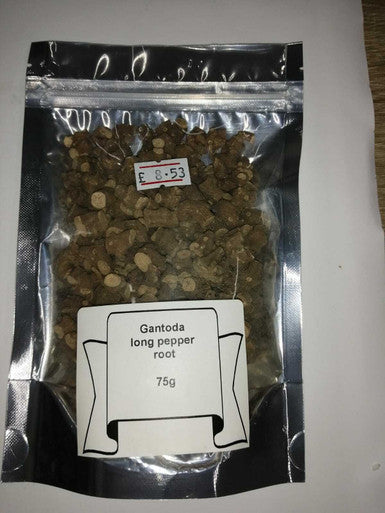 £ 8.53
Gantoda
long pepper
root
75g